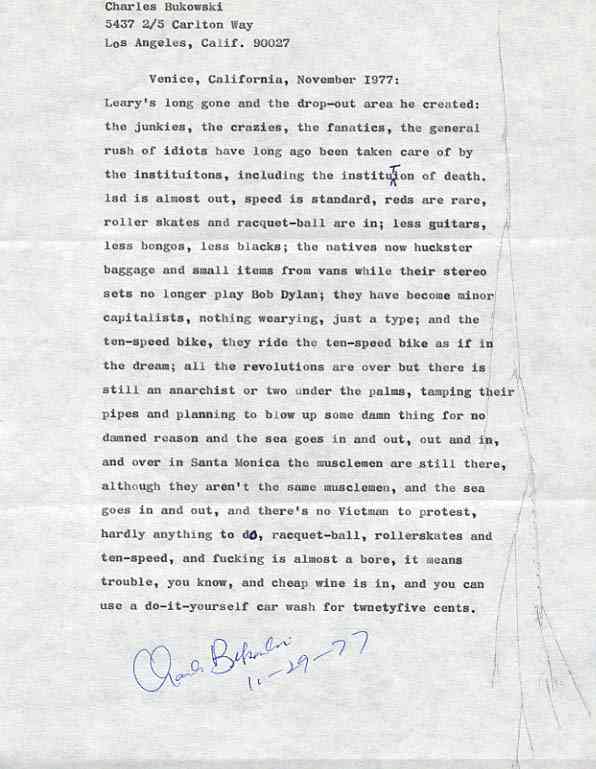 Charles Bukowski
5437 2/5 Carlton Way
Los Angeles, Calif. 90027
Venice, California, November 1977:
Leary's long gone and the drop-out area he created:
the junkies, the crazies, the fanatics, the general
rush of idiots have long ago been taken care of by
the instituitons, including the instituTion of death.
lsd is almost out, speed is standard, reds are rare,
roller skates and racquet-ball are in; less guitars,
less bongos, less blacks; the natives now huckster
baggage and small items from vans while their stereo
sets no longer play Bob Dylan; they have become minor
capitalists, nothing wearying, just a type; and the
ten-speed bike, they ride the ten-speed bike as if in
the dream; all the revolutions are over but there is
still an anarchist or two under the palms, tamping their
pipes and planning to blow up some damn thing for no
damned reason and the sea goes in and out, out and in,
and over in Santa Monica the musclemen are still there,
although they aren't the same musclemen, and the sea
goes in and out, and there's no Vietman to protest,
hardly anything to do, racquet-ball, rollerskates and
ten-speed, and fucking is almost a bore, it means
trouble, you know, and cheap wine is in, and you can
use a do-it-yourself car wash for twnetyfive cents.
Charles Bukowski
11-29-77